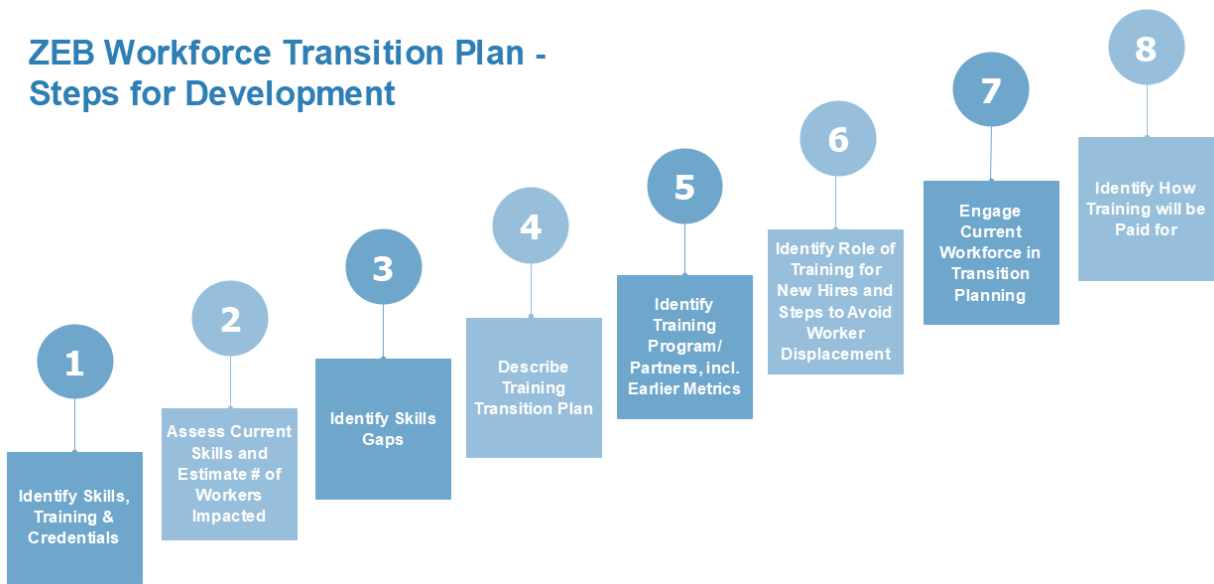 ZEB Workforce Transition Plan -
Steps for Development
1
Identify Skills,
Training &
Credentials
2
Assess Current
Skills and
Estimate # of
Workers
Impacted
3
Identify Skills
Gaps
4
Describe
Training
Transition Plan
5
Identify
Training
Program/
Partners, incl.
Earlier Metrics
6
Identify Role of
Training for
New Hires and
Steps to Avoid
Worker
Displacement
7
Engage
Current
Workforce in
Transition
Planning
8
Identify How
Training will be
Paid for